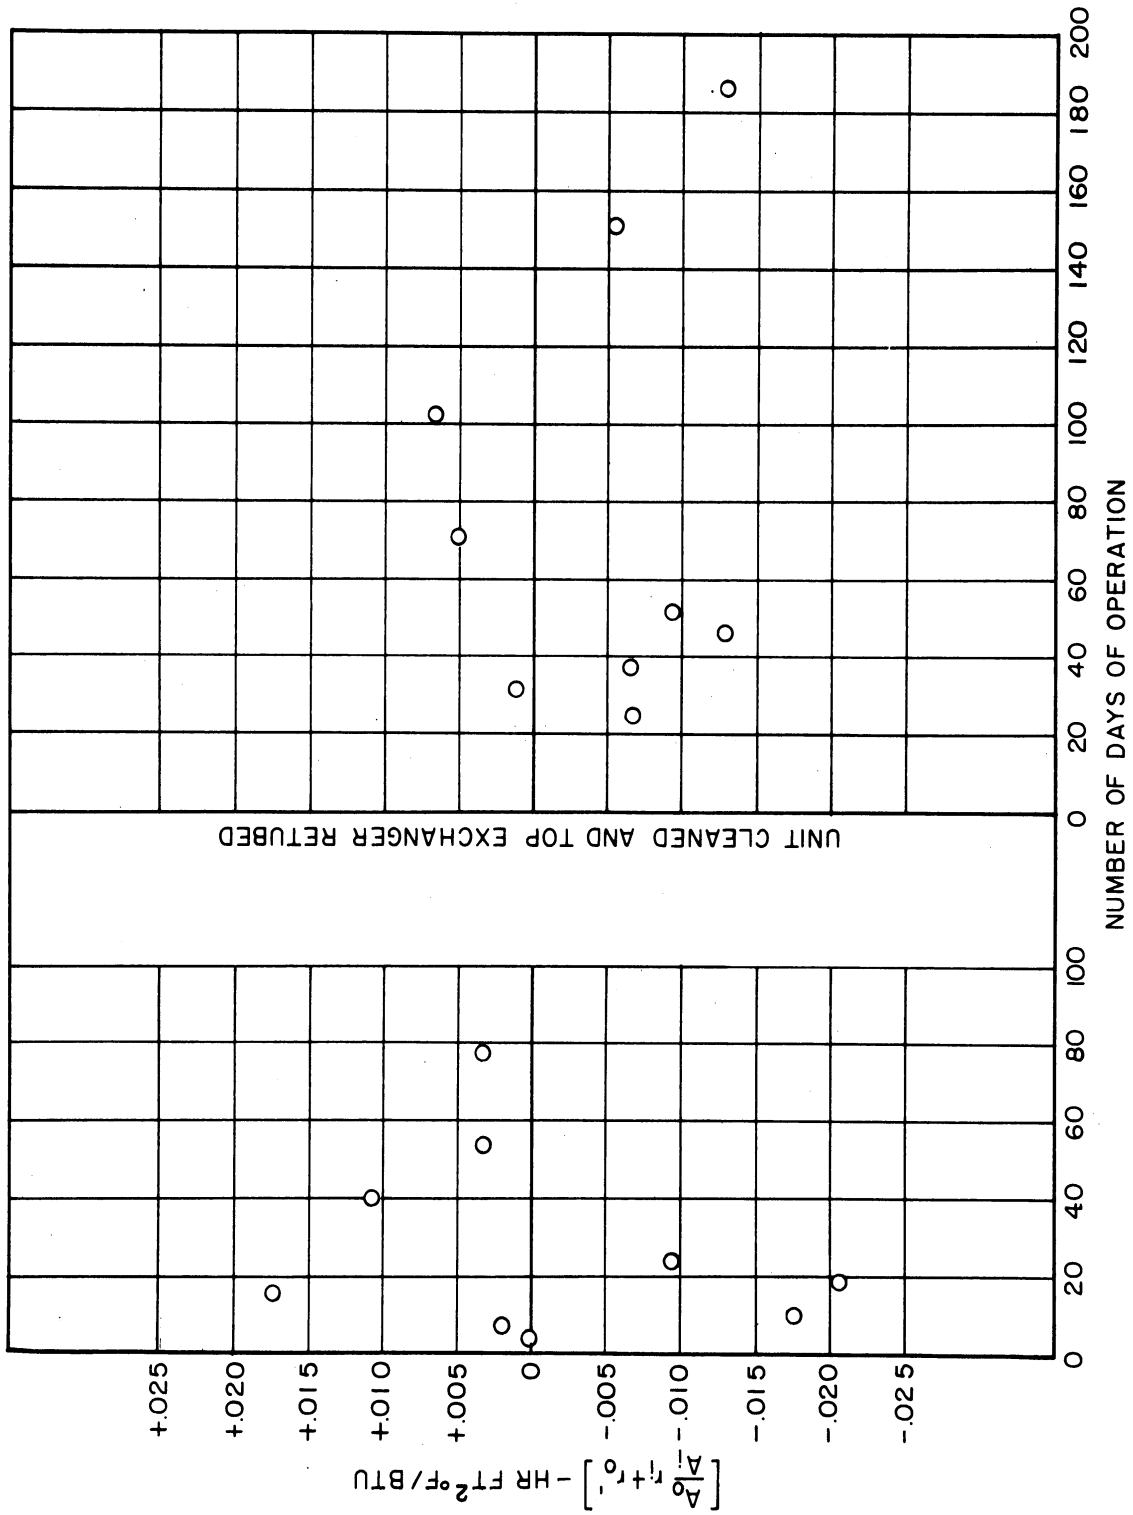 [A₀/Aᵢ rᵢ + r₀'] - HR FT² °F/BTU
+.025
+.020
+.015
+.010
+.005
0
-.005
-.010
-.015
-.020
-.025
0 20 40 60 80 100
UNIT CLEANED AND TOP EXCHANGER RETUBED
0 20 40 60 80 100 120 140 160 180 200
NUMBER OF DAYS OF OPERATION